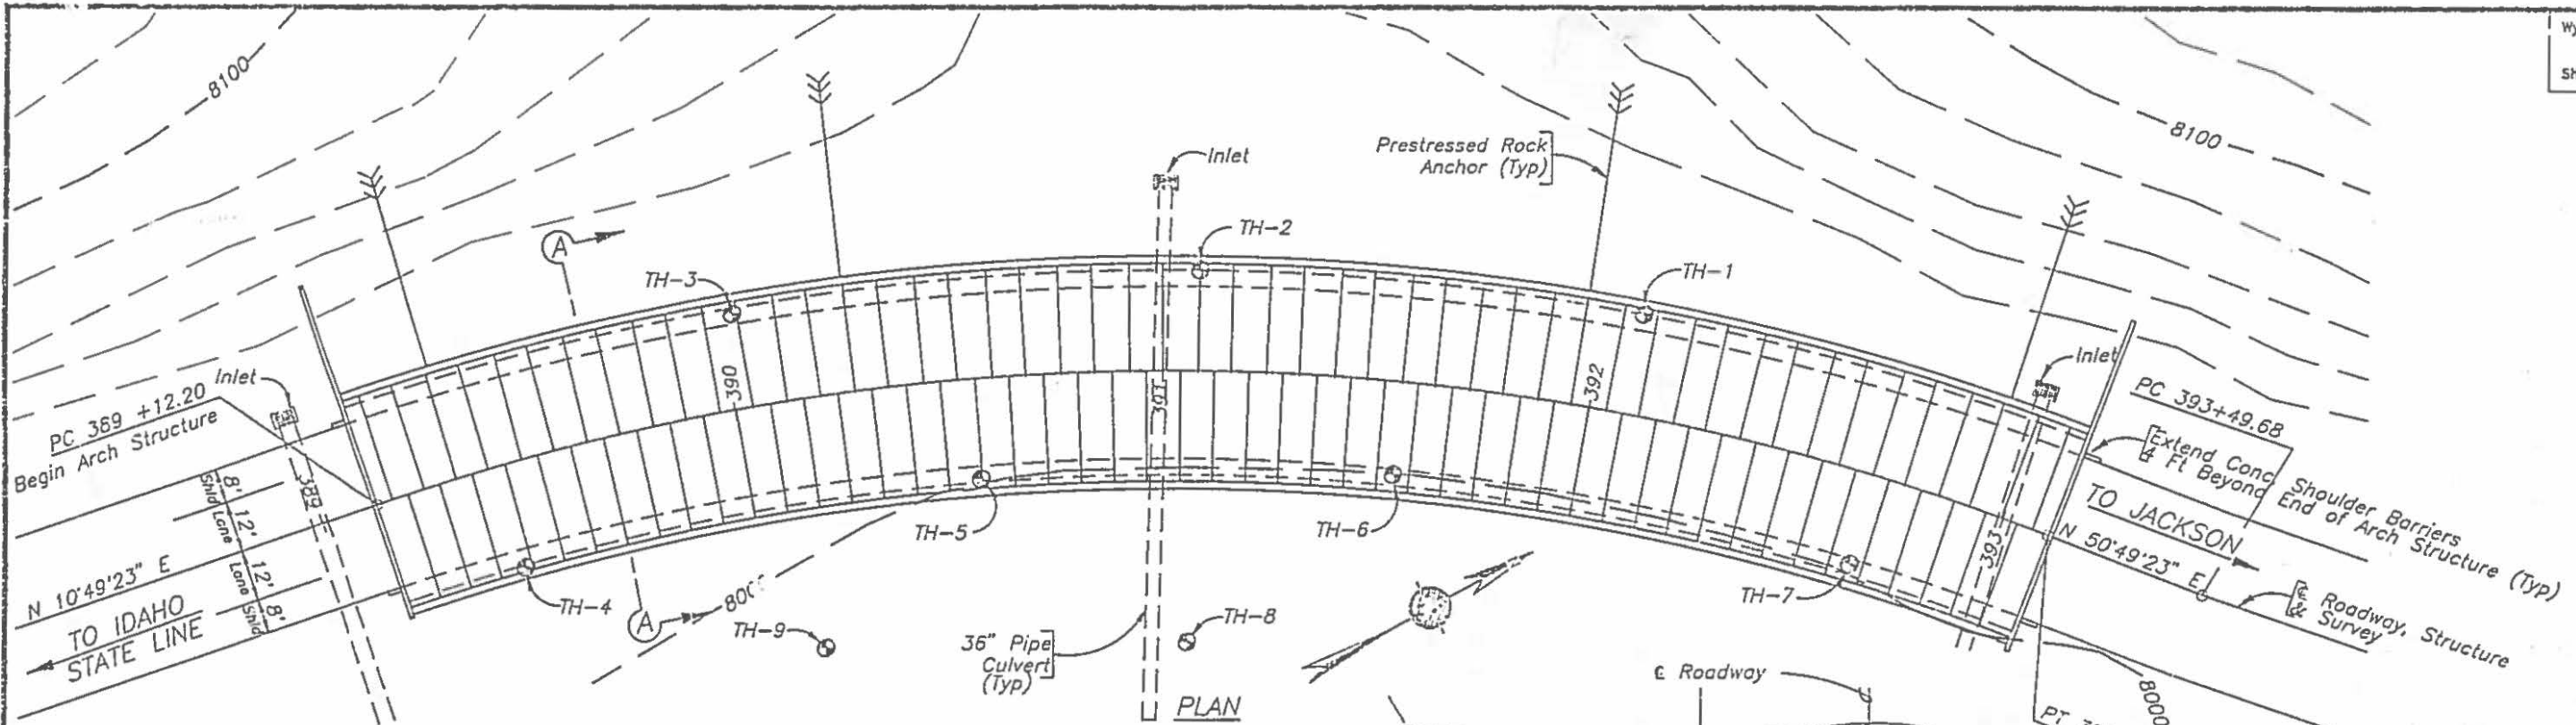 8100
Inlet
TH-2
Prestressed Rock
Anchor (Typ)
8100
A
TH-3
TH-1
Inlet
PC 389 +12.20
Begin Arch Structure
Inlet
390
391
392
PC 393+49.68
Extend Conc Shoulder Barriers
4 Ft Beyond End of Arch Structure (Typ)
8' 12' 12' 8'
Shld Lane Lane Shld
389
TH-5
TH-6
393
TO JACKSON
N 50°49'23" E
N 10°49'23" E
TO IDAHO
STATE LINE
TH-4
A
TH-9
TH-8
TH-7
℄ Roadway, Structure
& Survey
36" Pipe
Culvert
(Typ)
PLAN
℄ Roadway
8000
PT